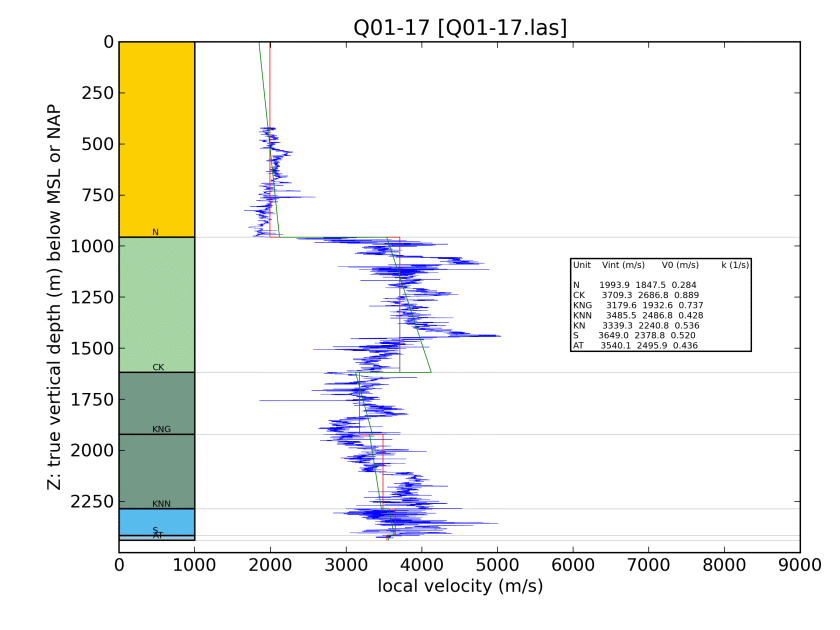 Q01-17 [Q01-17.las]
0
250
500
750
1000
1250
1500
1750
2000
2250
Z: true vertical depth (m) below MSL or NAP
N
CK
KNG
KNN
S
AT
Unit Vint (m/s) V0 (m/s) k (1/s)
N 1993.9 1847.5 0.284
CK 3709.3 2686.8 0.889
KNG 3179.6 1932.6 0.737
KNN 3485.5 2486.8 0.428
KN 3339.3 2240.8 0.536
S 3649.0 2378.8 0.520
AT 3540.1 2495.9 0.436
0 1000 2000 3000 4000 5000 6000 7000 8000 9000
local velocity (m/s)